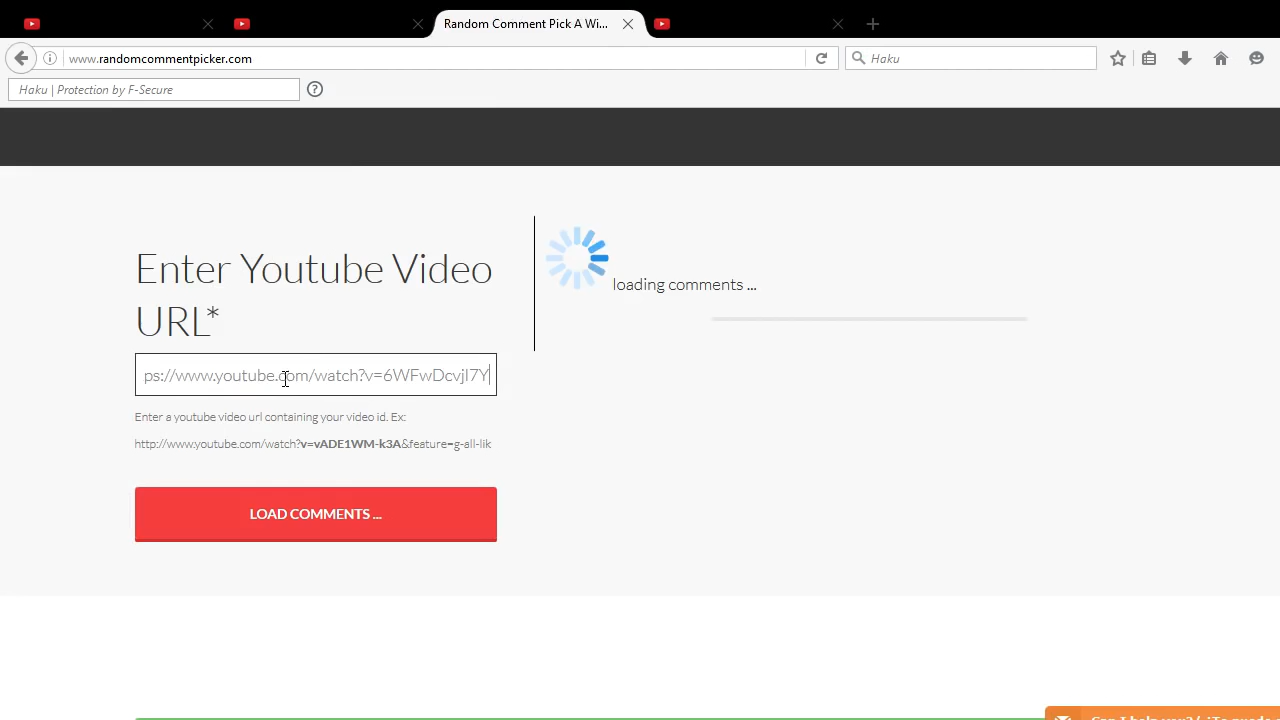 Random Comment Pick A Wi...
www.randomcommentpicker.com
Haku
Haku | Protection by F-Secure
Enter Youtube Video
URL*
loading comments ...
ps://www.youtube.com/watch?v=6WFwDcvjI7Y
Enter a youtube video url containing your video id. Ex:
http://www.youtube.com/watch?v=vADE1WM-k3A&feature=g-all-lik
LOAD COMMENTS ...